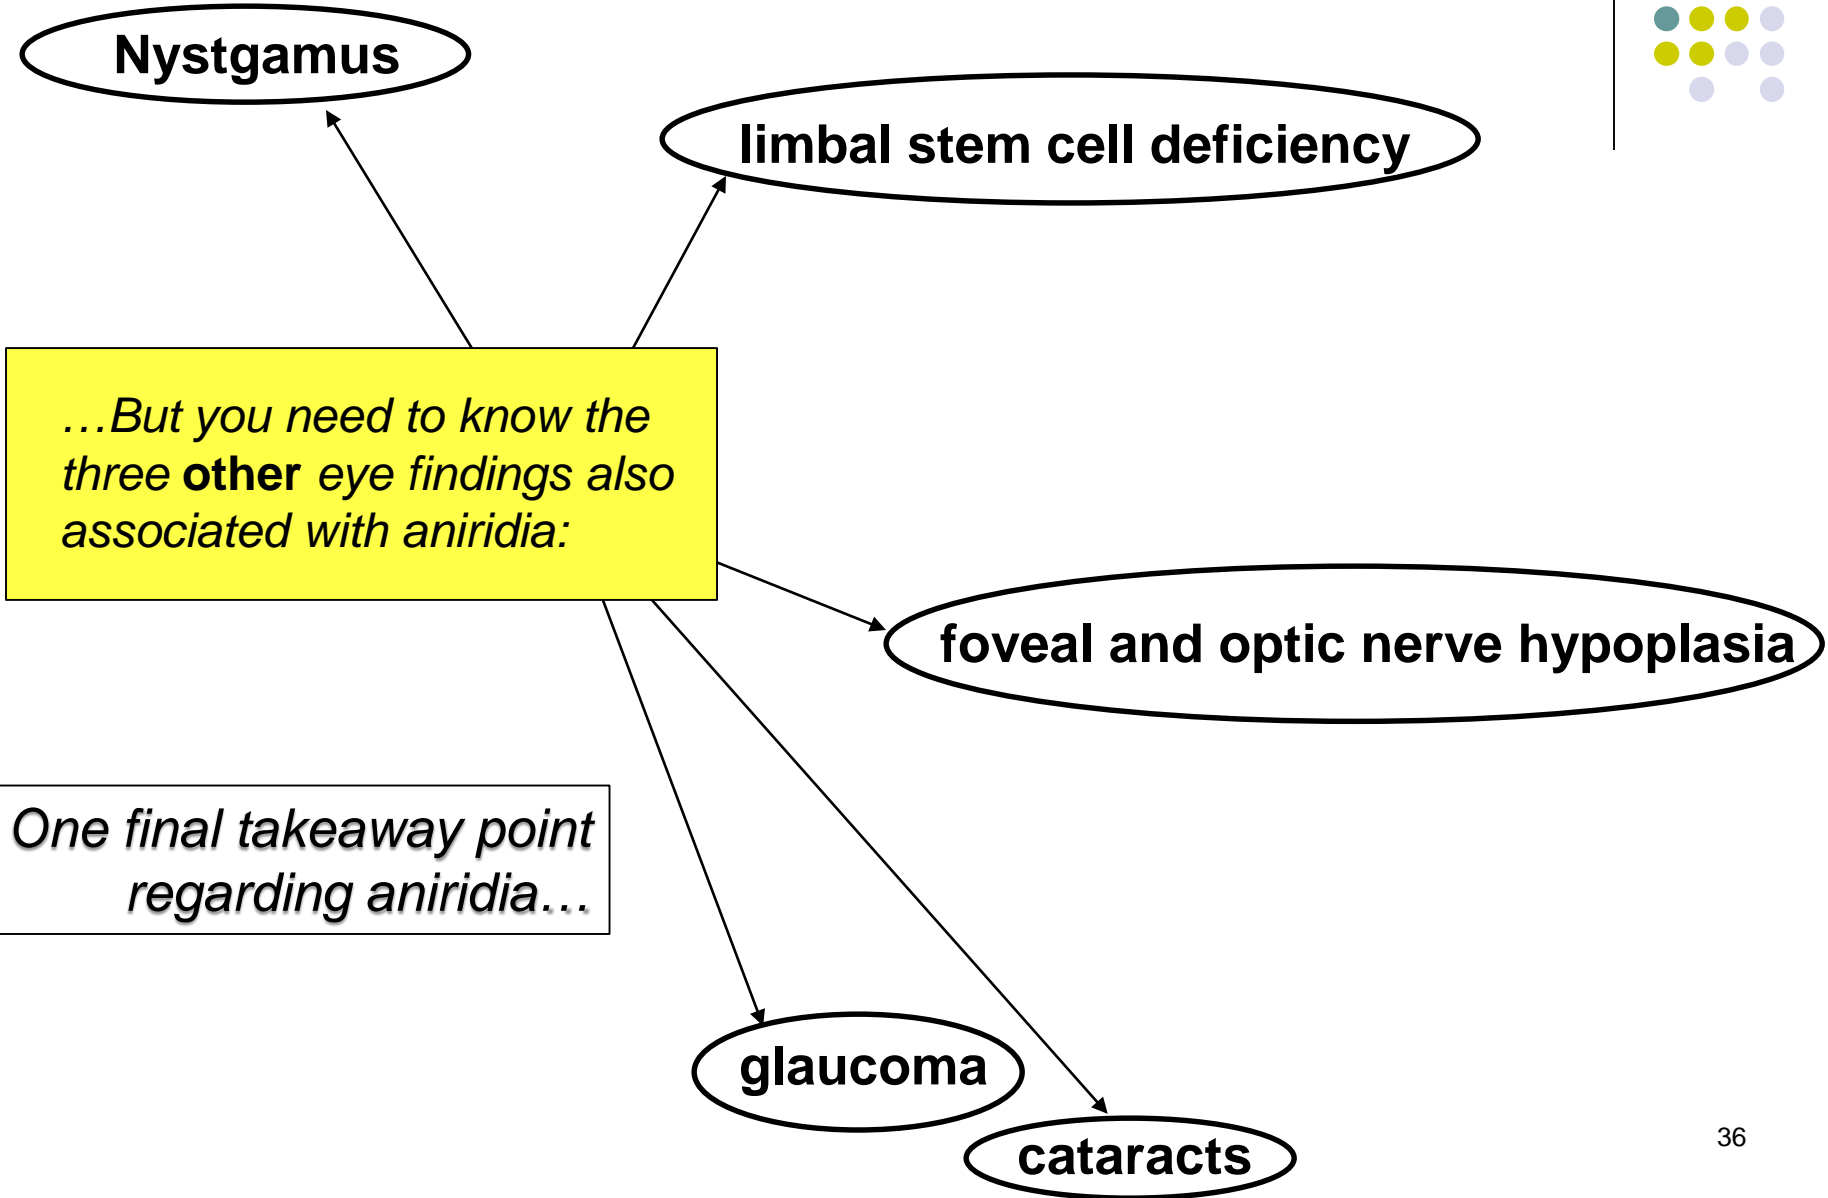 Nystgamus
limbal stem cell deficiency
…But you need to know the
three other eye findings also
associated with aniridia:
foveal and optic nerve hypoplasia
One final takeaway point
regarding aniridia…
glaucoma
cataracts
36